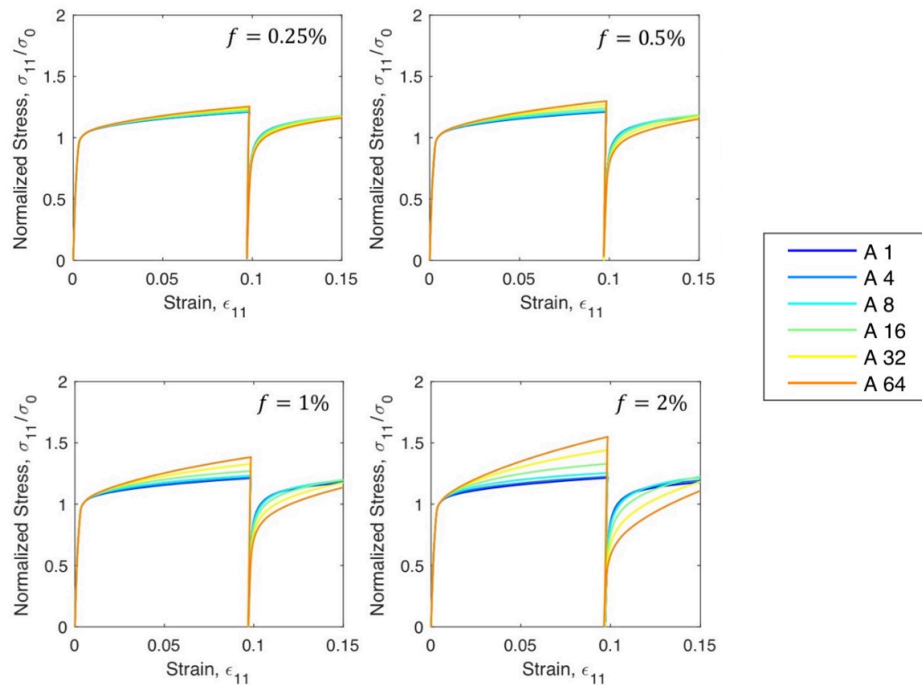 f = 0.25%
Normalized Stress, σ11/σ0
2
1.5
1
0.5
0
0 0.05 0.1 0.15
Strain, ϵ11
f = 0.5%
Normalized Stress, σ11/σ0
2
1.5
1
0.5
0
0 0.05 0.1 0.15
Strain, ϵ11
A 1
A 4
A 8
A 16
A 32
A 64
f = 1%
Normalized Stress, σ11/σ0
2
1.5
1
0.5
0
0 0.05 0.1 0.15
Strain, ϵ11
f = 2%
Normalized Stress, σ11/σ0
2
1.5
1
0.5
0
0 0.05 0.1 0.15
Strain, ϵ11